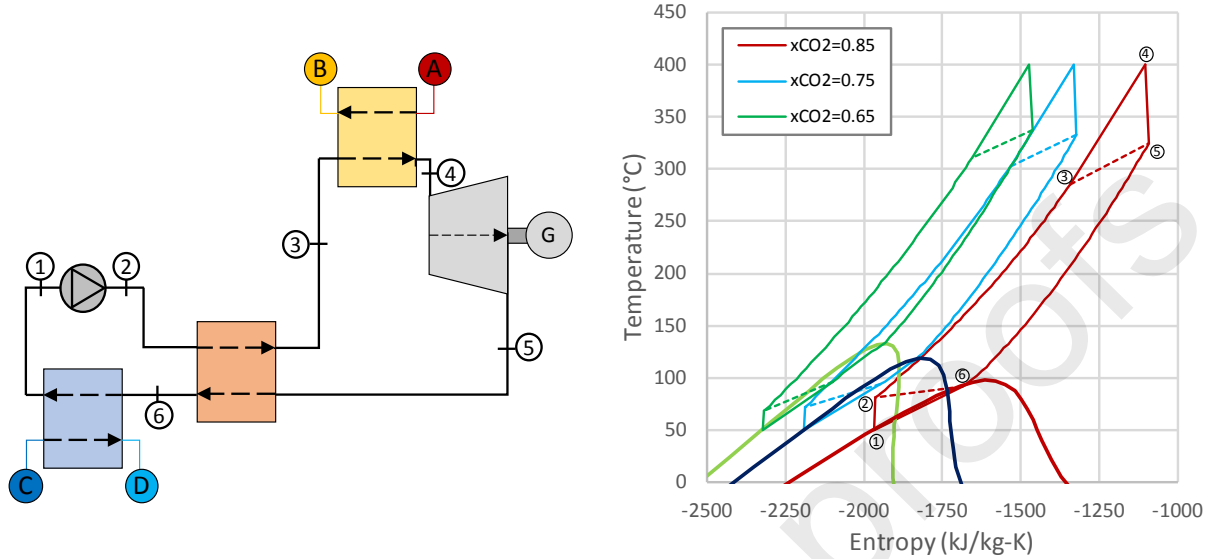 B
A
4
3
G
1
2
5
6
C
D
Temperature (°C)
450
400
350
300
250
200
150
100
50
0
xCO2=0.85
xCO2=0.75
xCO2=0.65
4
5
3
6
2
1
-2500
-2250
-2000
-1750
-1500
-1250
-1000
Entropy (kJ/kg-K)
proofs